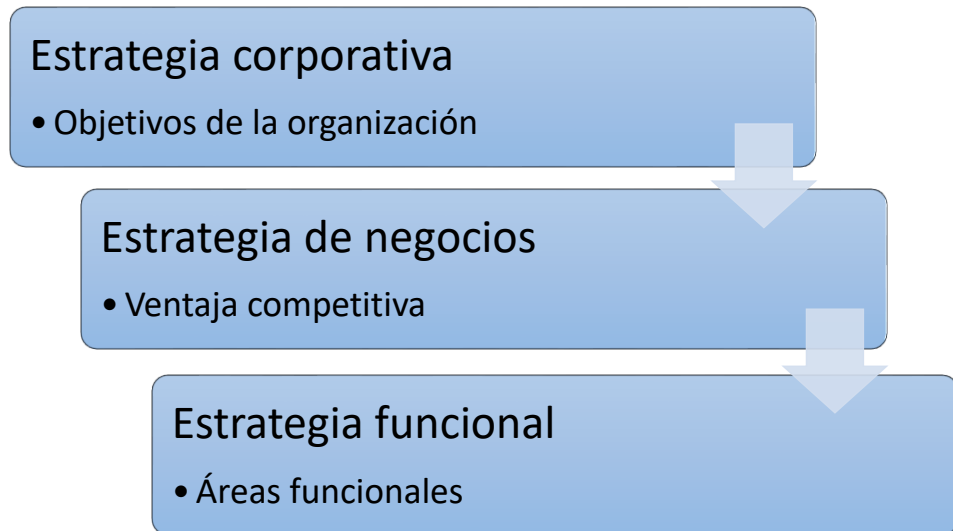 Estrategia corporativa
• Objetivos de la organización
Estrategia de negocios
• Ventaja competitiva
Estrategia funcional
• Áreas funcionales